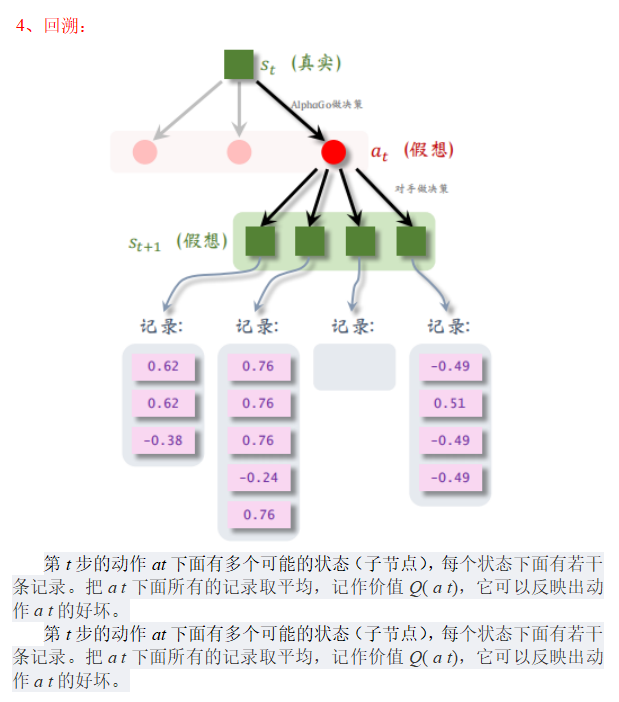 4、回溯：
s_t （真实）
AlphaGo做决策
a_t （假想）
对手做决策
s_{t+1} （假想）
记录: 记录: 记录: 记录:
0.62 0.76 -0.49
0.62 0.76 0.51
-0.38 0.76 -0.49
-0.24 -0.49
0.76
第 t 步的动作 at 下面有多个可能的状态（子节点），每个状态下面有若干
条记录。把 a t 下面所有的记录取平均，记作价值 Q( a t)，它可以反映出动
作 a t 的好坏。
第 t 步的动作 at 下面有多个可能的状态（子节点），每个状态下面有若干
条记录。把 a t 下面所有的记录取平均，记作价值 Q( a t)，它可以反映出动
作 a t 的好坏。